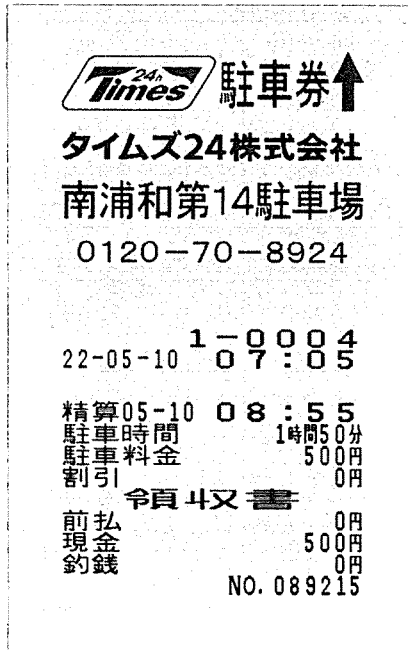 24h Times 駐車券↑
タイムズ24株式会社
南浦和第14駐車場
0120-70-8924
1-0004
22-05-10 07:05
精算05-10 08:55
駐車時間 1時間50分
駐車料金 500円
割引 0円
領収書
前払 0円
現金 500円
釣銭 0円
NO.089215